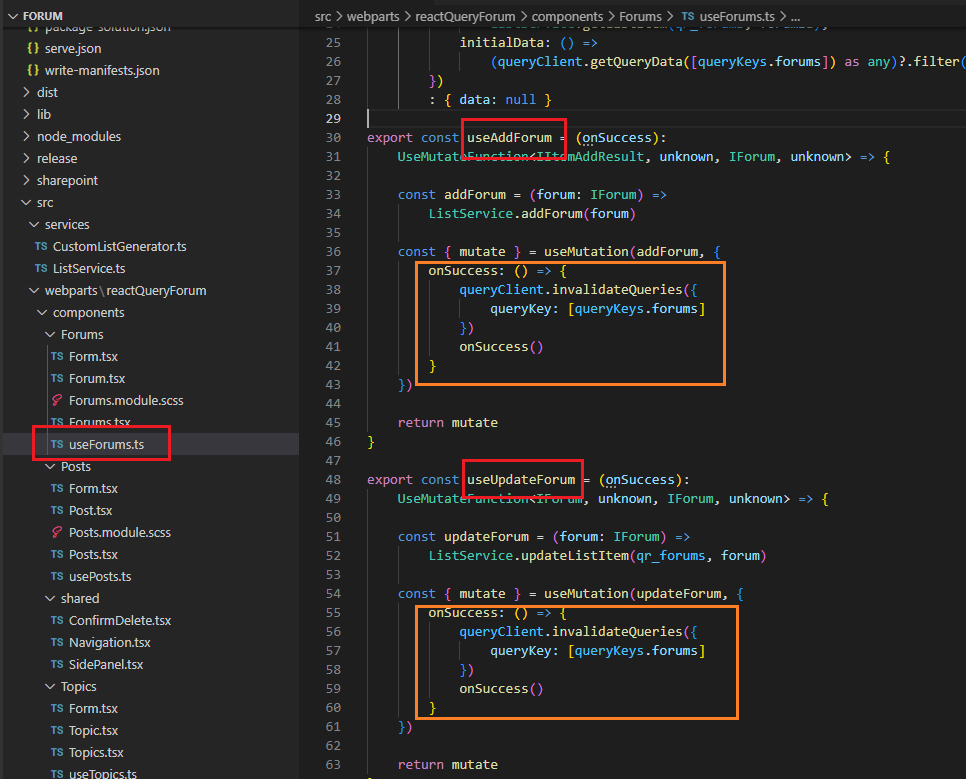 FORUM
package-solution.json
{} serve.json
{} write-manifests.json
> dist
> lib
> node_modules
> release
> sharepoint
src
services
TS CustomListGenerator.ts
TS ListService.ts
webparts\reactQueryForum
components
Forums
TS Form.tsx
TS Forum.tsx
Forums.module.scss
TS Forums.tsx
TS useForums.ts
Posts
TS Form.tsx
TS Post.tsx
Posts.module.scss
TS Posts.tsx
TS usePosts.ts
shared
TS ConfirmDelete.tsx
TS Navigation.tsx
TS SidePanel.tsx
Topics
TS Form.tsx
TS Topic.tsx
TS Topics.tsx
TS useTopics.ts
src > webparts > reactQueryForum > components > Forums > TS useForums.ts > ...
25 initialData: () =>
26 (queryClient.getQueryData([queryKeys.forums]) as any)?.filter(
27 })
28 : { data: null }
29
30 export const useAddForum = (onSuccess):
31 UseMutateFunction<IItemAddResult, unknown, IForum, unknown> => {
32
33 const addForum = (forum: IForum) =>
34 ListService.addForum(forum)
35
36 const { mutate } = useMutation(addForum, {
37 onSuccess: () => {
38 queryClient.invalidateQueries({
39 queryKey: [queryKeys.forums]
40 })
41 onSuccess()
42 }
43 })
44
45 return mutate
46 }
47
48 export const useUpdateForum = (onSuccess):
49 UseMutateFunction<IForum, unknown, IForum, unknown> => {
50
51 const updateForum = (forum: IForum) =>
52 ListService.updateListItem(qr_forums, forum)
53
54 const { mutate } = useMutation(updateForum, {
55 onSuccess: () => {
56 queryClient.invalidateQueries({
57 queryKey: [queryKeys.forums]
58 })
59 onSuccess()
60 }
61 })
62
63 return mutate